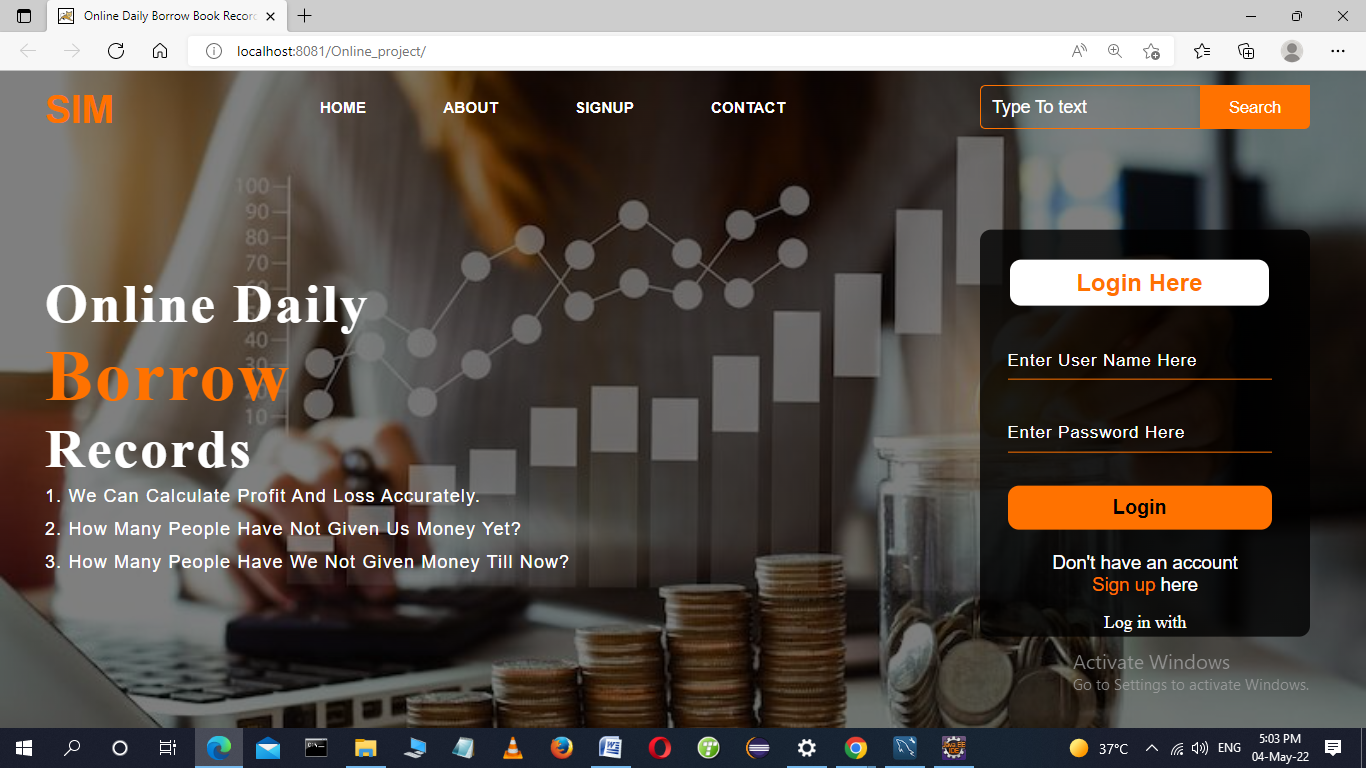 Online Daily Borrow Book Record
localhost:8081/Online_project/
SIM
HOME
ABOUT
SIGNUP
CONTACT
Type To text
Search
100
90
80
70
40
30
20
10
Online Daily
Borrow
Records
1. We Can Calculate Profit And Loss Accurately.
2. How Many People Have Not Given Us Money Yet?
3. How Many People Have We Not Given Money Till Now?
Login Here
Enter User Name Here
Enter Password Here
Login
Don't have an account
Sign up here
Log in with
Activate Windows
Go to Settings to activate Windows.
37°C
ENG
5:03 PM
04-May-22